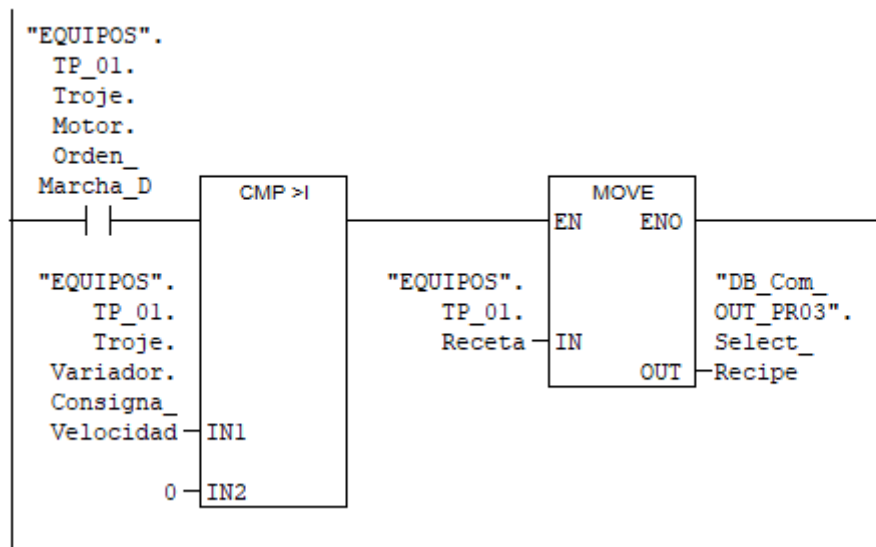 "EQUIPOS".
TP_01.
Troje.
Motor.
Orden_
Marcha_D
CMP >I
"EQUIPOS".
TP_01.
Troje.
Variador.
Consigna_
Velocidad
IN1
0
IN2
MOVE
EN
ENO
"EQUIPOS".
TP_01.
Receta
IN
OUT
"DB_Com_
OUT_PR03".
Select_
Recipe